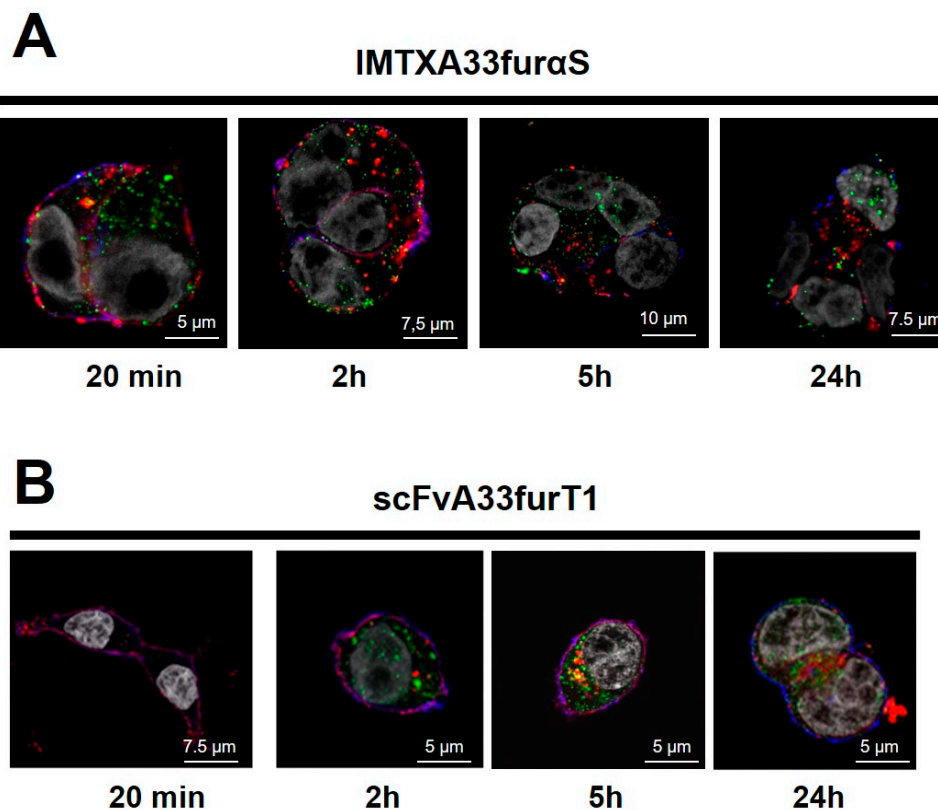 A
IMTXA33furαS
5 µm
7,5 µm
10 µm
7.5 µm
20 min
2h
5h
24h
B
scFvA33furT1
7.5 µm
5 µm
5 µm
5 µm
20 min
2h
5h
24h